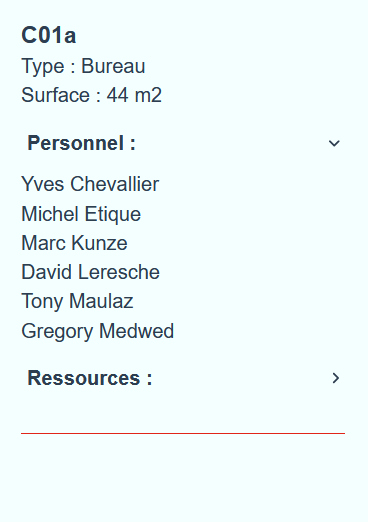 C01a
Type : Bureau
Surface : 44 m2
Personnel :
Yves Chevallier
Michel Etique
Marc Kunze
David Leresche
Tony Maulaz
Gregory Medwed
Ressources :